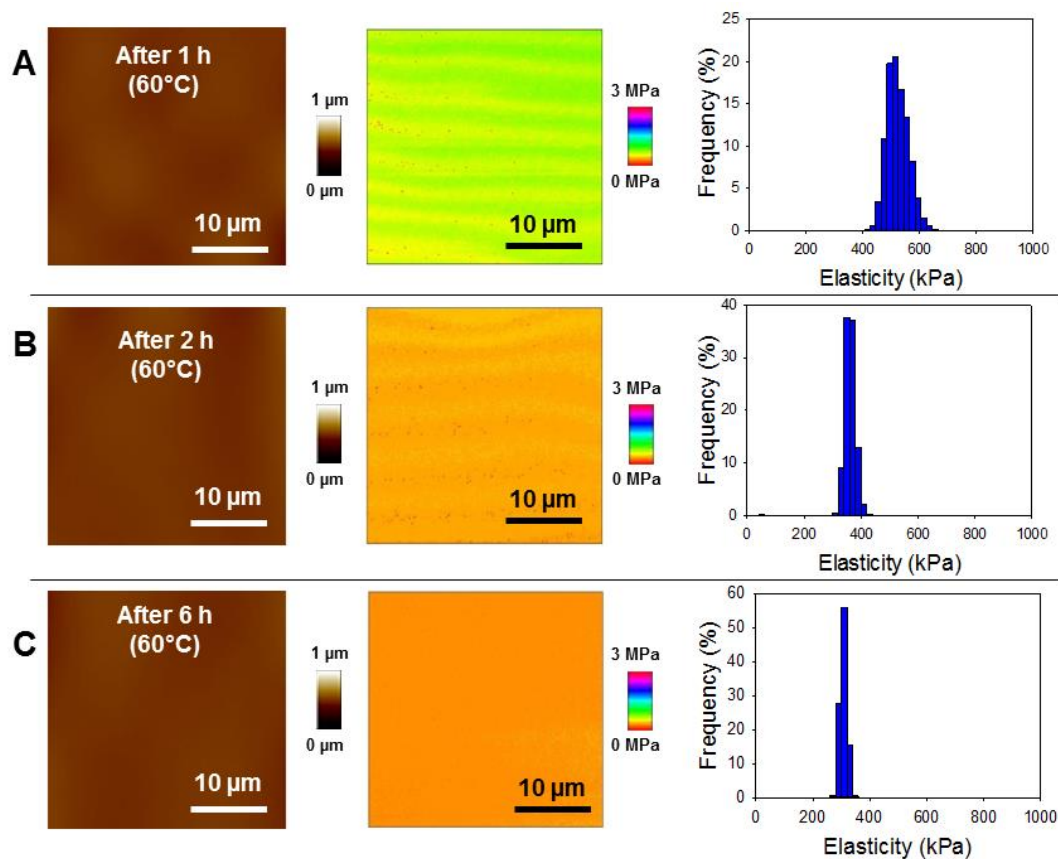 A
After 1 h
(60°C)
10 µm
1 µm
0 µm
10 µm
3 MPa
0 MPa
Frequency (%)
25
20
15
10
5
0
0 200 400 600 800 1000
Elasticity (kPa)
B
After 2 h
(60°C)
10 µm
1 µm
0 µm
10 µm
3 MPa
0 MPa
Frequency (%)
40
30
20
10
0
0 200 400 600 800 1000
Elasticity (kPa)
C
After 6 h
(60°C)
10 µm
1 µm
0 µm
10 µm
3 MPa
0 MPa
Frequency (%)
60
50
40
30
20
10
0
0 200 400 600 800 1000
Elasticity (kPa)